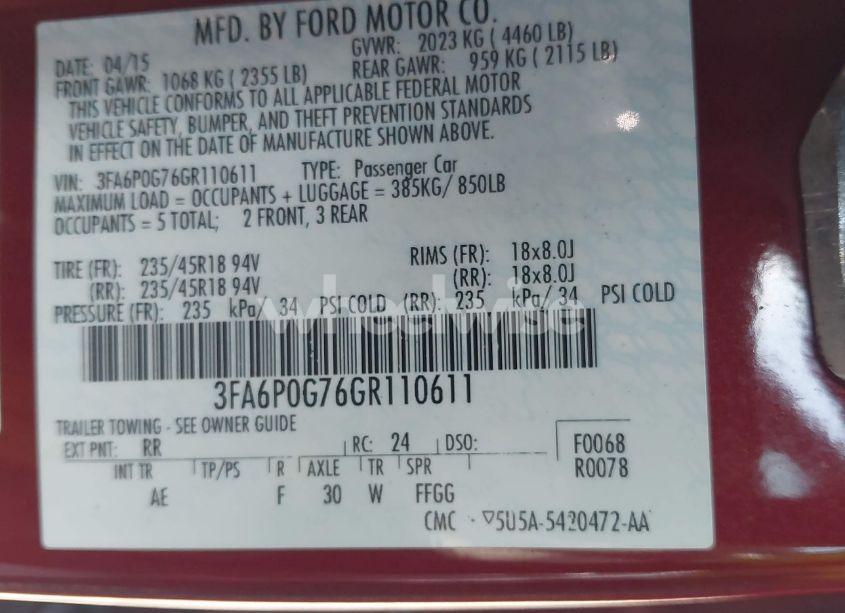 MFD. BY FORD MOTOR CO.
DATE: 04/15 GVWR: 2023 KG ( 4460 LB)
FRONT GAWR: 1068 KG ( 2355 LB) REAR GAWR: 959 KG ( 2115 LB)
THIS VEHICLE CONFORMS TO ALL APPLICABLE FEDERAL MOTOR
VEHICLE SAFETY, BUMPER, AND THEFT PREVENTION STANDARDS
IN EFFECT ON THE DATE OF MANUFACTURE SHOWN ABOVE.
VIN: 3FA6P0G76GR110611 TYPE: Passenger Car
MAXIMUM LOAD = OCCUPANTS + LUGGAGE = 385KG/ 850LB
OCCUPANTS = 5 TOTAL; 2 FRONT, 3 REAR
TIRE (FR): 235/45R18 94V RIMS (FR): 18x8.0J
(RR): 235/45R18 94V (RR): 18x8.0J
PRESSURE (FR): 235 kPa/ 34 PSI COLD (RR): 235 kPa/ 34 PSI COLD
wheelwise
3FA6P0G76GR110611
TRAILER TOWING - SEE OWNER GUIDE
EXT PNT: RR RC: 24 DSO: F0068
INT TR TP/PS R AXLE TR SPR R0078
AE F 30 W FFGG
CMC ▽5U5A-5420472-AA